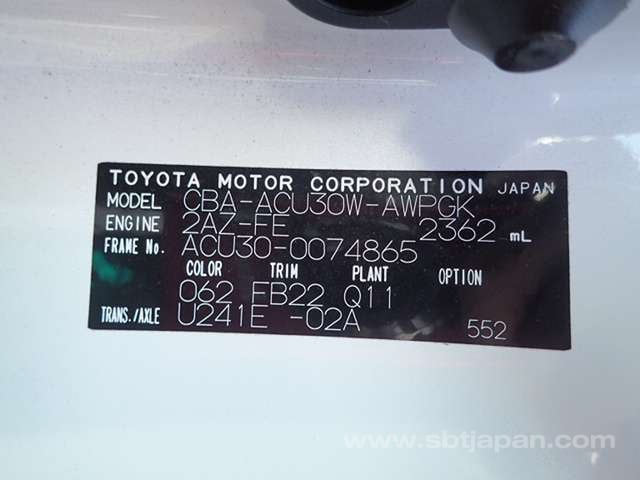 TOYOTA MOTOR CORPORATION JAPAN
MODEL CBA-ACU30W-AWPGK
ENGINE 2AZ-FE 2362 mL
FRAME No. ACU30-0074865
COLOR TRIM PLANT OPTION
062 FB22 Q11
TRANS./AXLE U241E -02A 552
www.sbtjapan.com